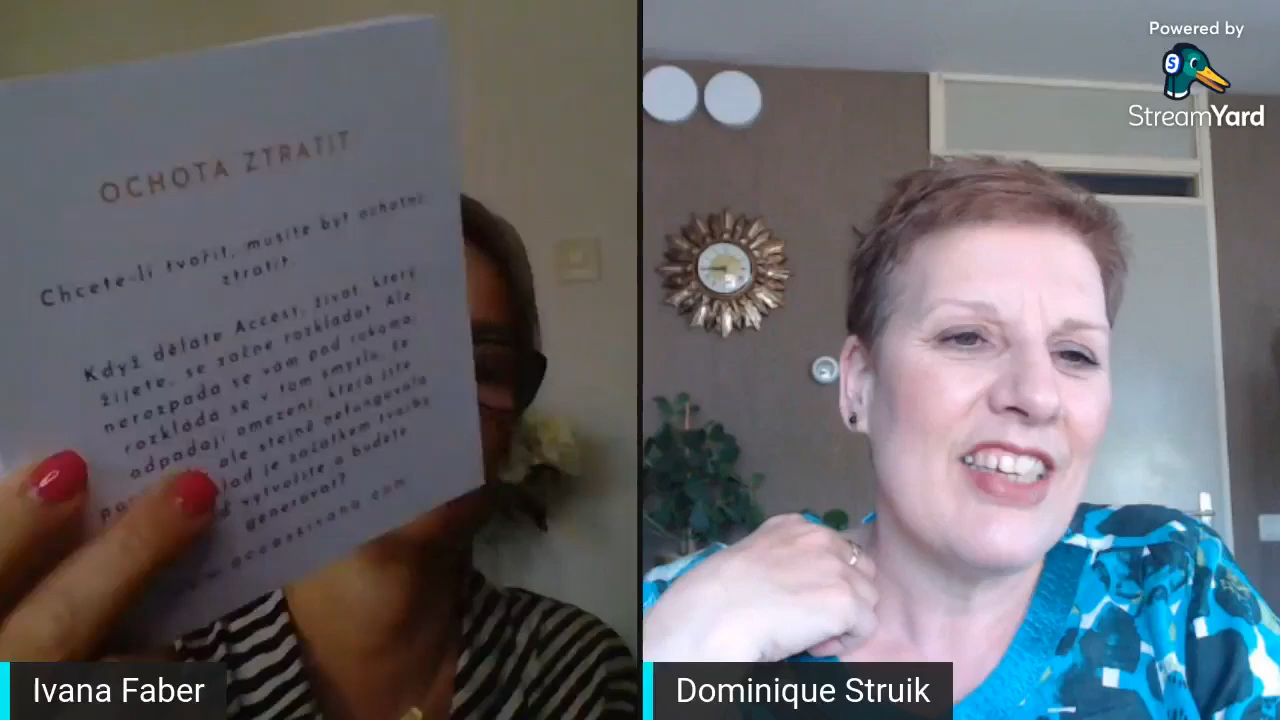 OCHOTA ZTRATIT
Chcete-li tvořit, musíte být ochotni
ztratit.
Když děláte Access, život, který
žijete, se začne rozkládat. Ale
nerozpadá se vám pod rukama;
rozkládá se v tom smyslu, že
odpadají omezení, která jste
ale stejně nefungovala
je začátkem tvorby
vytvoříte a budete
generovat?
Ivana Faber
Powered by
StreamYard
Dominique Struik